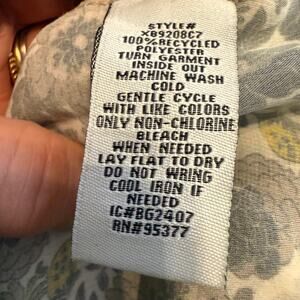 STYLE#
X09208C7
100%RECYCLED
POLYESTER
TURN GARMENT
INSIDE OUT
MACHINE WASH
COLD
GENTLE CYCLE
WITH LIKE COLORS
ONLY NON-CHLORINE
BLEACH
WHEN NEEDED
LAY FLAT TO DRY
DO NOT WRING
COOL IRON IF
NEEDED
IC#BG2407
RN#95377